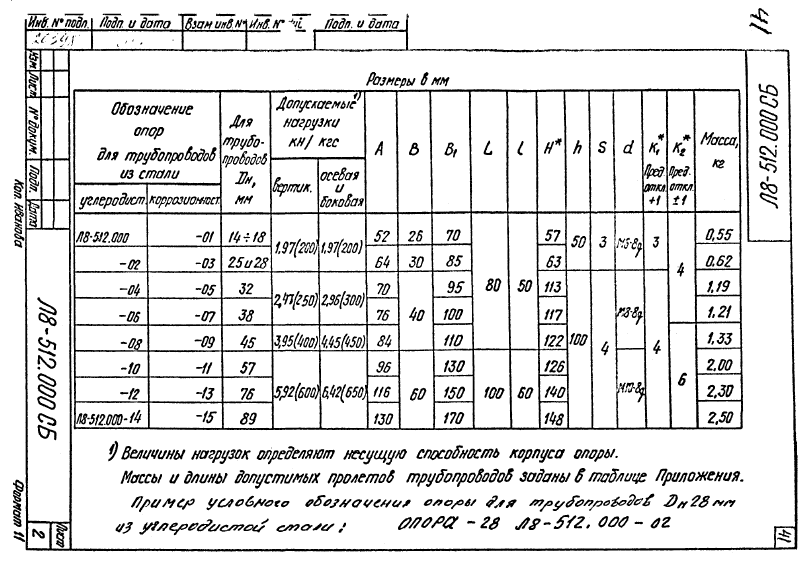 Инв. № подл. Подп. и дата Взам инв. № Инв. № Подп. и дата
41
Л8-512.000 СБ
Размеры в мм
Обозначение опор для трубопроводов из стали | Для трубопроводов Dн, мм | Допускаемые нагрузки кн/кгс 1) | A | B | B1 | L | l | H* | h | S | d | K1* Пред. откл. +1 | K2* Пред. откл. ±1 | Масса, кг
углеродист. | коррозионност. | вертик. | осевая и боковая
Л8-512.000 -01 14÷18 1,97(200) 1,97(200) 52 26 70 80 50 57 50 3 М5-8g 3 4 0,55
-02 -03 25 и 28 64 30 85 63 0.62
-04 -05 32 2,47(250) 2,96(300) 70 40 95 113 100 4 М8-8g 4 1,19
-06 -07 38 76 100 117 1,21
-08 -09 45 3,95(400) 4,45(450) 84 110 122 6 1,33
-10 -11 57 5,92(600) 6,42(650) 96 60 130 100 60 126 М10-8g 2,00
-12 -13 76 116 150 140 2,30
Л8-512.000-14 -15 89 130 170 148 2,50
1) Величины нагрузок определяют несущую способность корпуса опоры.
Массы и длины допустимых пролетов трубопроводов заданы в таблице Приложения.
Пример условного обозначения опоры для трубопроводов Dн 28 мм
из углеродистой стали: ОПОРА - 28 Л8-512.000-02
Изм. Лист № докум. Подп. Дата
Коп. Иванова
Л8-512.000 СБ
Лист
2
Формат 11
41